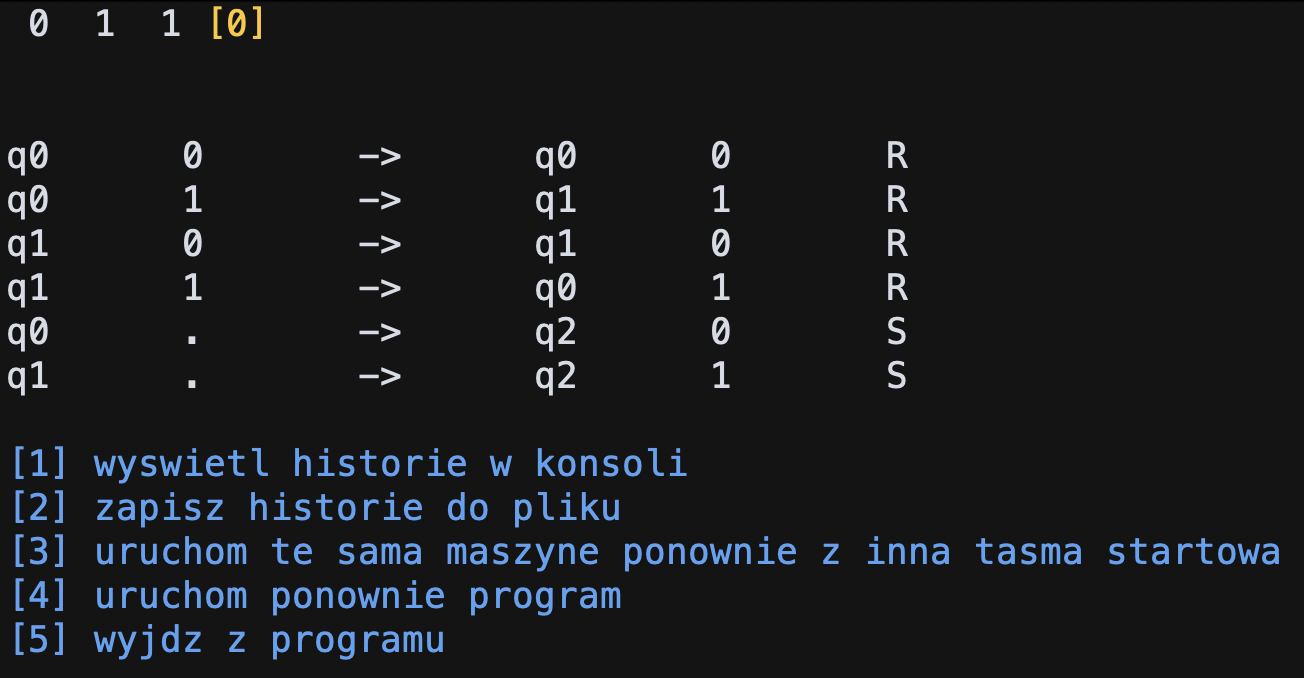 0 1 1 [0]
q0 0 -> q0 0 R
q0 1 -> q1 1 R
q1 0 -> q1 0 R
q1 1 -> q0 1 R
q0 . -> q2 0 S
q1 . -> q2 1 S
[1] wyswietl historie w konsoli
[2] zapisz historie do pliku
[3] uruchom te sama maszyne ponownie z inna tasma startowa
[4] uruchom ponownie program
[5] wyjdz z programu